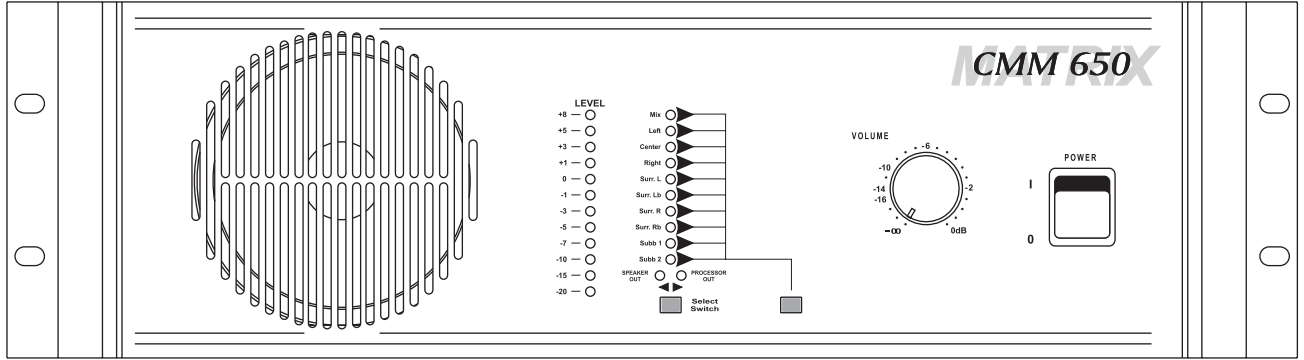 MATRIX
CMM 650
LEVEL
+8
+5
+3
+1
0
-1
-3
-5
-7
-10
-15
-20
Mix
Left
Center
Right
Surr. L
Surr. Lb
Surr. R
Surr. Rb
Subb 1
Subb 2
SPEAKER OUT
PROCESSOR OUT
Select
Switch
VOLUME
-6
-10
-14
-16
-2
-∞
0dB
POWER
I
0